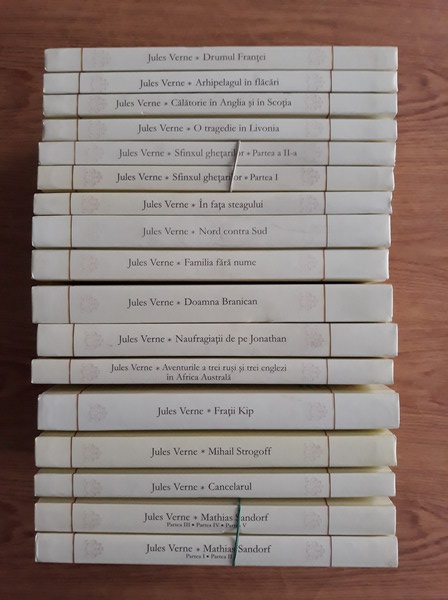 Jules Verne * Drumul Franței
Jules Verne * Arhipelagul în flăcări
Jules Verne * Călătorie în Anglia și în Scoția
Jules Verne * O tragedie în Livonia
Jules Verne * Sfinxul ghețarilor * Partea a II-a
Jules Verne * Sfinxul ghețarilor * Partea I
Jules Verne * În fața steagului
Jules Verne * Nord contra Sud
Jules Verne * Familia fără nume
Jules Verne * Doamna Branican
Jules Verne * Naufragiații de pe Jonathan
Jules Verne * Aventurile a trei ruși și trei englezi
în Africa Australă
Jules Verne * Frații Kip
Jules Verne * Mihail Strogoff
Jules Verne * Cancelarul
Jules Verne * Mathias Sandorf
Partea III • Partea IV • Partea V
Jules Verne * Mathias Sandorf
Partea I • Partea II